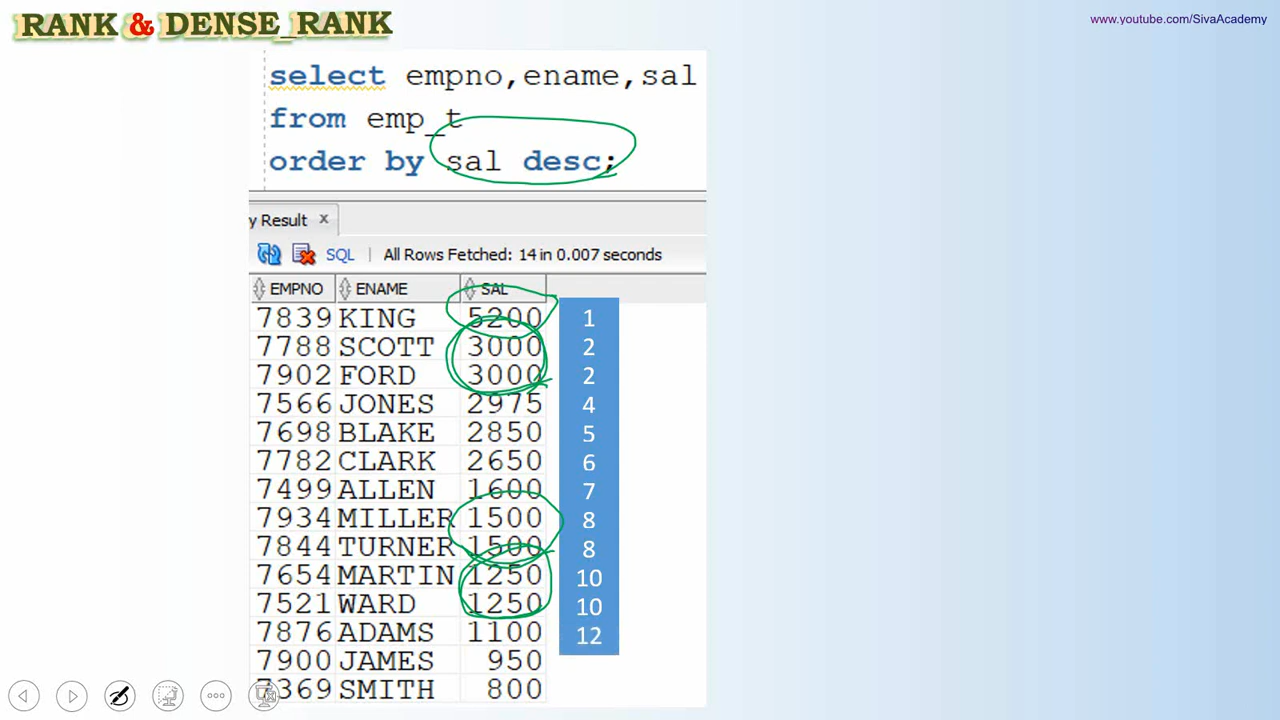 RANK & DENSE_RANK
www.youtube.com/SivaAcademy
select empno,ename,sal
from emp_t
order by sal desc;
y Result x
SQL | All Rows Fetched: 14 in 0.007 seconds
EMPNO ENAME SAL
7839 KING 5200 1
7788 SCOTT 3000 2
7902 FORD 3000 2
7566 JONES 2975 4
7698 BLAKE 2850 5
7782 CLARK 2650 6
7499 ALLEN 1600 7
7934 MILLER 1500 8
7844 TURNER 1500 8
7654 MARTIN 1250 10
7521 WARD 1250 10
7876 ADAMS 1100 12
7900 JAMES 950
7369 SMITH 800